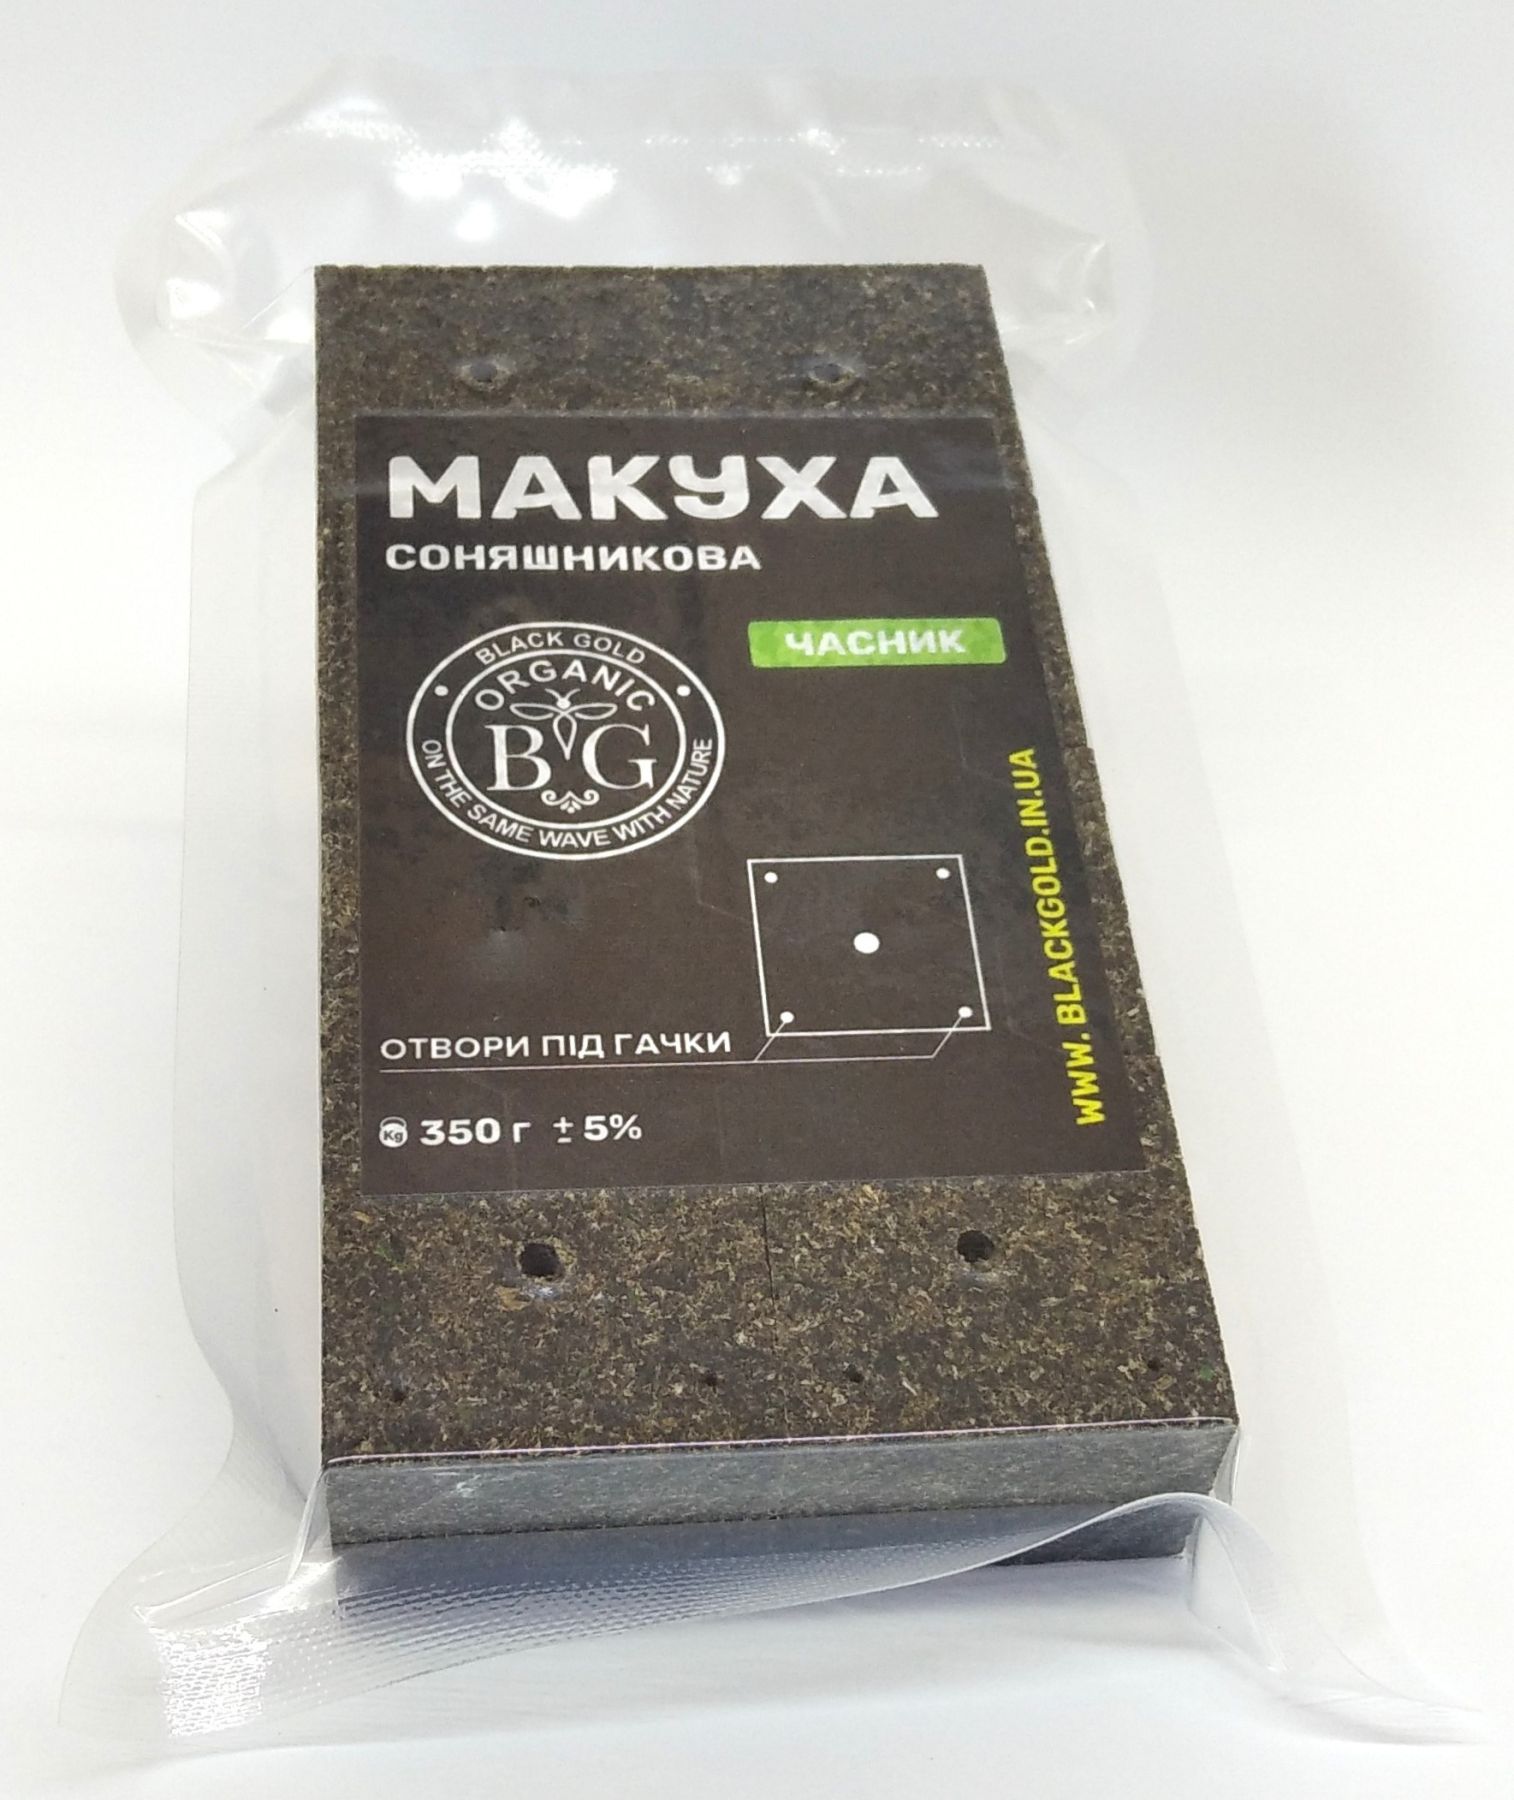 МАКУХА
СОНЯШНИКОВА
ЧАСНИК
BLACK GOLD
ORGANIC
BG
ON THE SAME WAVE WITH NATURE
WWW. BLACKGOLD.IN.UA
ОТВОРИ ПІД ГАЧКИ
Kg 350 г ± 5%